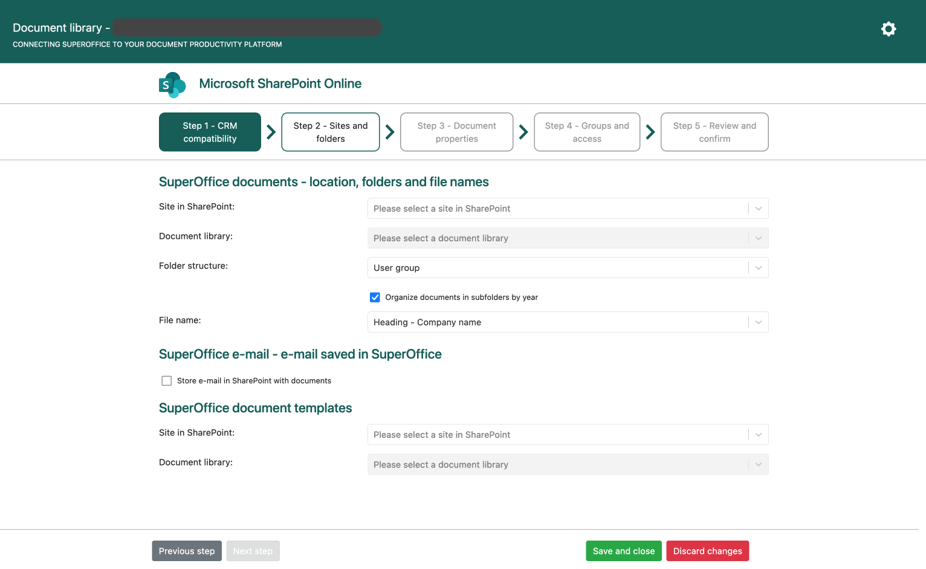 Document library -
CONNECTING SUPEROFFICE TO YOUR DOCUMENT PRODUCTIVITY PLATFORM
S
Microsoft SharePoint Online
Step 1 - CRM
compatibility
Step 2 - Sites and
folders
Step 3 - Document
properties
Step 4 - Groups and
access
Step 5 - Review and
confirm
SuperOffice documents - location, folders and file names
Site in SharePoint:
Please select a site in SharePoint
Document library:
Please select a document library
Folder structure:
User group
Organize documents in subfolders by year
File name:
Heading - Company name
SuperOffice e-mail - e-mail saved in SuperOffice
Store e-mail in SharePoint with documents
SuperOffice document templates
Site in SharePoint:
Please select a site in SharePoint
Document library:
Please select a document library
Previous step
Next step
Save and close
Discard changes